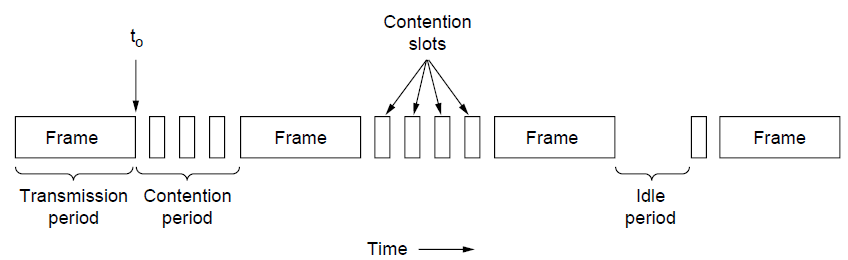 Contention
slots
t₀
Frame
Frame
Frame
Frame
Transmission
period
Contention
period
Idle
period
Time